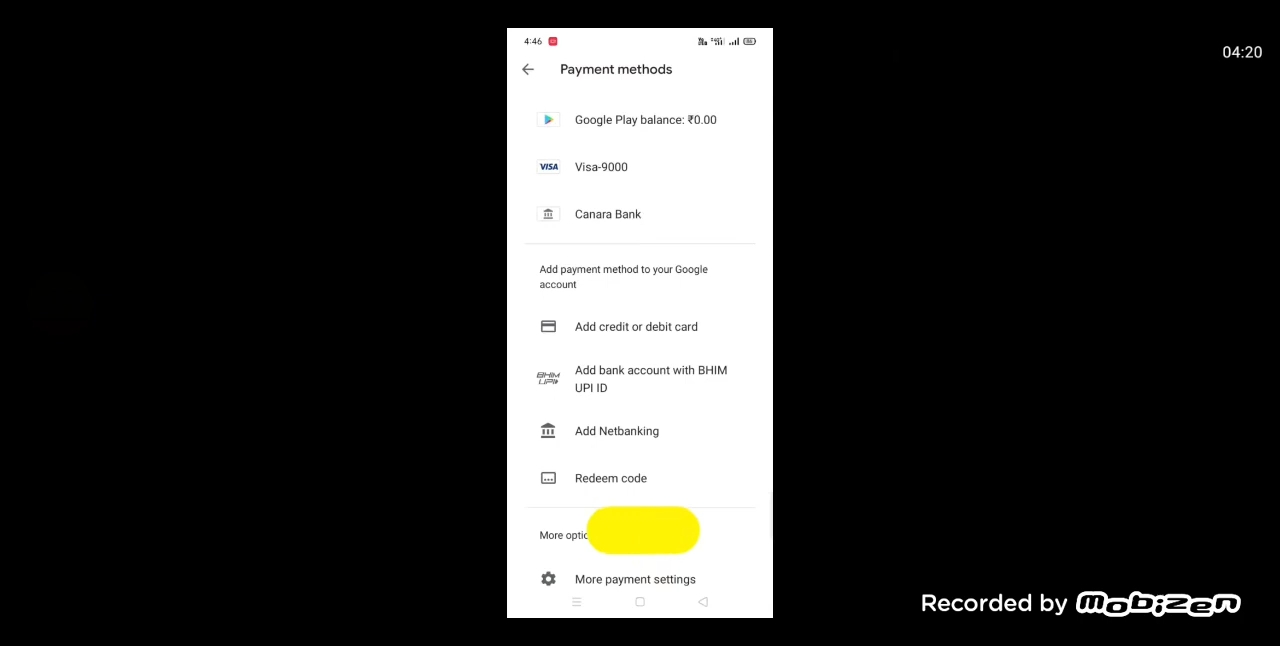 4:46
04:20
Payment methods
Google Play balance: ₹0.00
VISA Visa-9000
Canara Bank
Add payment method to your Google
account
Add credit or debit card
Add bank account with BHIM
UPI ID
BHIM
UPI
Add Netbanking
Redeem code
More
More payment settings
Recorded by mobizen